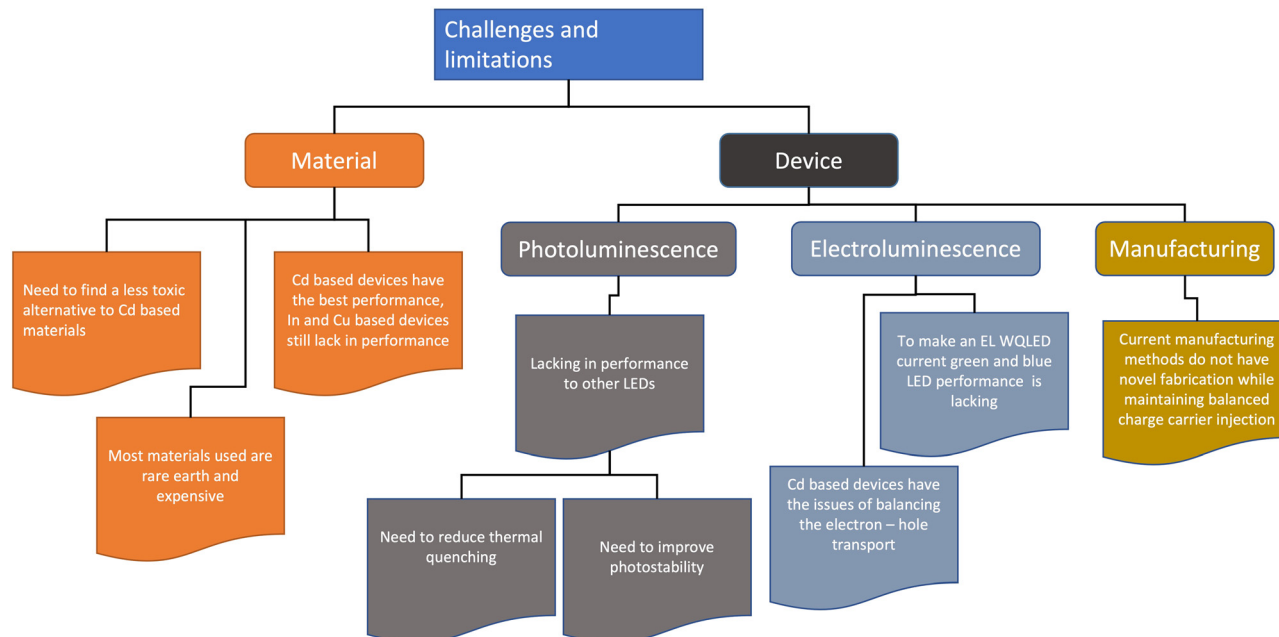 Challenges and
limitations
Material
Device
Photoluminescence
Electroluminescence
Manufacturing
Need to find a less toxic
alternative to Cd based
materials
Cd based devices have
the best performance,
In and Cu based devices
still lack in performance
Most materials used are
rare earth and
expensive
Lacking in performance
to other LEDs
Need to reduce thermal
quenching
Need to improve
photostability
To make an EL WQLED
current green and blue
LED performance is
lacking
Cd based devices have
the issues of balancing
the electron – hole
transport
Current manufacturing
methods do not have
novel fabrication while
maintaining balanced
charge carrier injection